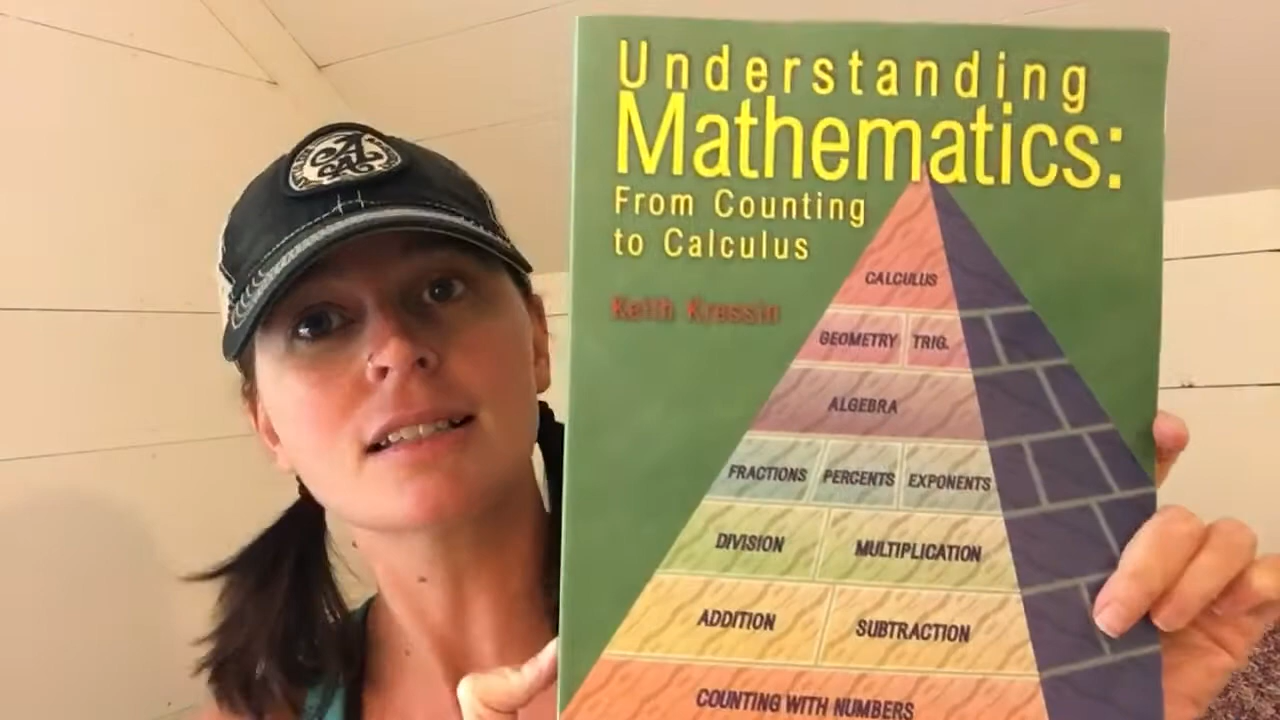 Understanding
Mathematics:
From Counting
to Calculus
Keith Kressin
CALCULUS
GEOMETRY TRIG.
ALGEBRA
FRACTIONS PERCENTS EXPONENTS
DIVISION MULTIPLICATION
ADDITION SUBTRACTION
COUNTING WITH NUMBERS